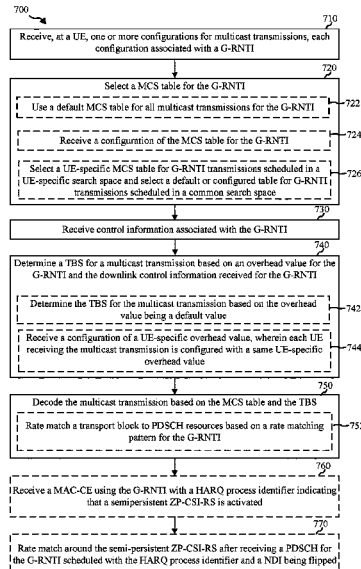 700
710
Receive, at a UE, one or more configurations for multicast transmissions, each
configuration associated with a G-RNTI
720
Select a MCS table for the G-RNTI
722
Use a default MCS table for all multicast transmissions for the G-RNTI
724
Receive a configuration of the MCS table for the G-RNTI
726
Select a UE-specific MCS table for G-RNTI transmissions scheduled in a
UE-specific search space and select a default or configured table for G-RNTI
transmissions scheduled in a common search space
730
Receive control information associated with the G-RNTI
740
Determine a TBS for a multicast transmission based on an overhead value for the
G-RNTI and the downlink control information received for the G-RNTI
742
Determine the TBS for the multicast transmission based on the overhead
value being a default value
744
Receive a configuration of a UE-specific overhead value, wherein each UE
receiving the multicast transmission is configured with a same UE-specific
overhead value
750
Decode the multicast transmission based on the MCS table and the TBS
752
Rate match a transport block to PDSCH resources based on a rate matching
pattern for the G-RNTI
760
Receive a MAC-CE using the G-RNTI with a HARQ process identifier indicating
that a semipersistent ZP-CSI-RS is activated
770
Rate match around the semi-persistent ZP-CSI-RS after receiving a PDSCH for
the G-RNTI scheduled with the HARQ process identifier and a NDI being flipped